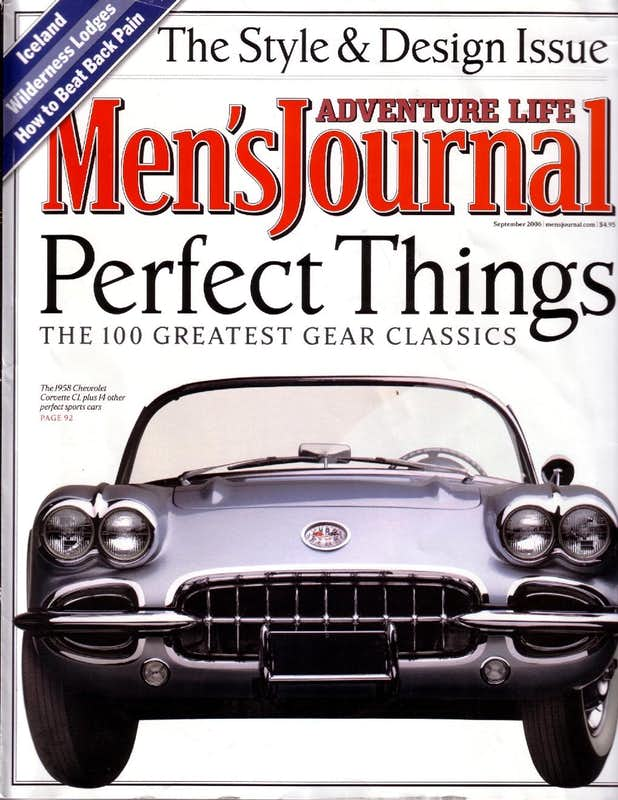 Iceland
Wilderness Lodges
How to Beat Back Pain
The Style & Design Issue
ADVENTURE LIFE
Men'sJournal
September 2006 | mensjournal.com | $4.95
Perfect Things
THE 100 GREATEST GEAR CLASSICS
The 1958 Chevrolet
Corvette C1, plus 14 other
perfect sports cars
PAGE 92